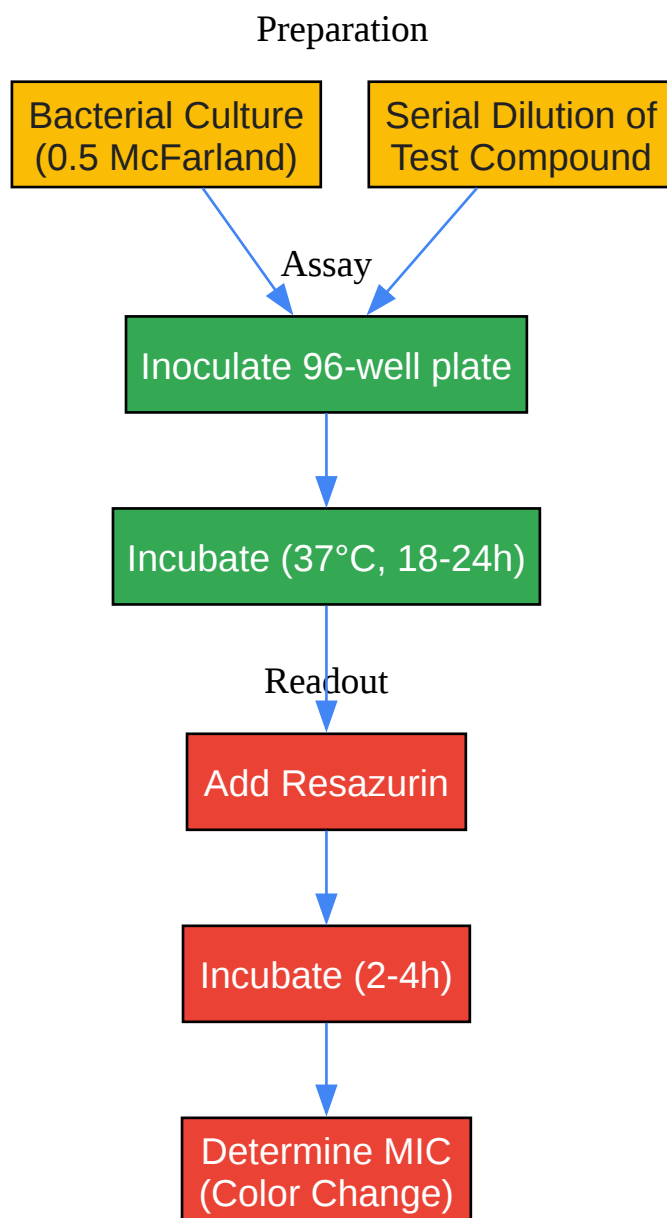 Preparation
Bacterial Culture
(0.5 McFarland)
Serial Dilution of
Test Compound
Assay
Inoculate 96-well plate
Incubate (37°C, 18-24h)
Readout
Add Resazurin
Incubate (2-4h)
Determine MIC
(Color Change)